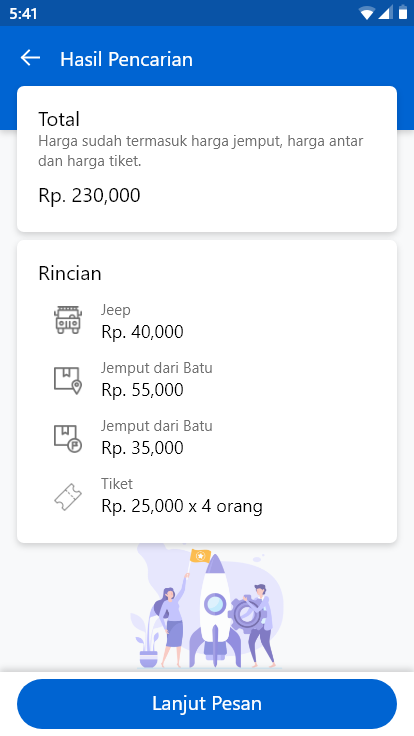 5:41
Hasil Pencarian
Total
Harga sudah termasuk harga jemput, harga antar
dan harga tiket.
Rp. 230,000
Rincian
Jeep
Rp. 40,000
Jemput dari Batu
Rp. 55,000
Jemput dari Batu
Rp. 35,000
Tiket
Rp. 25,000 x 4 orang
Lanjut Pesan